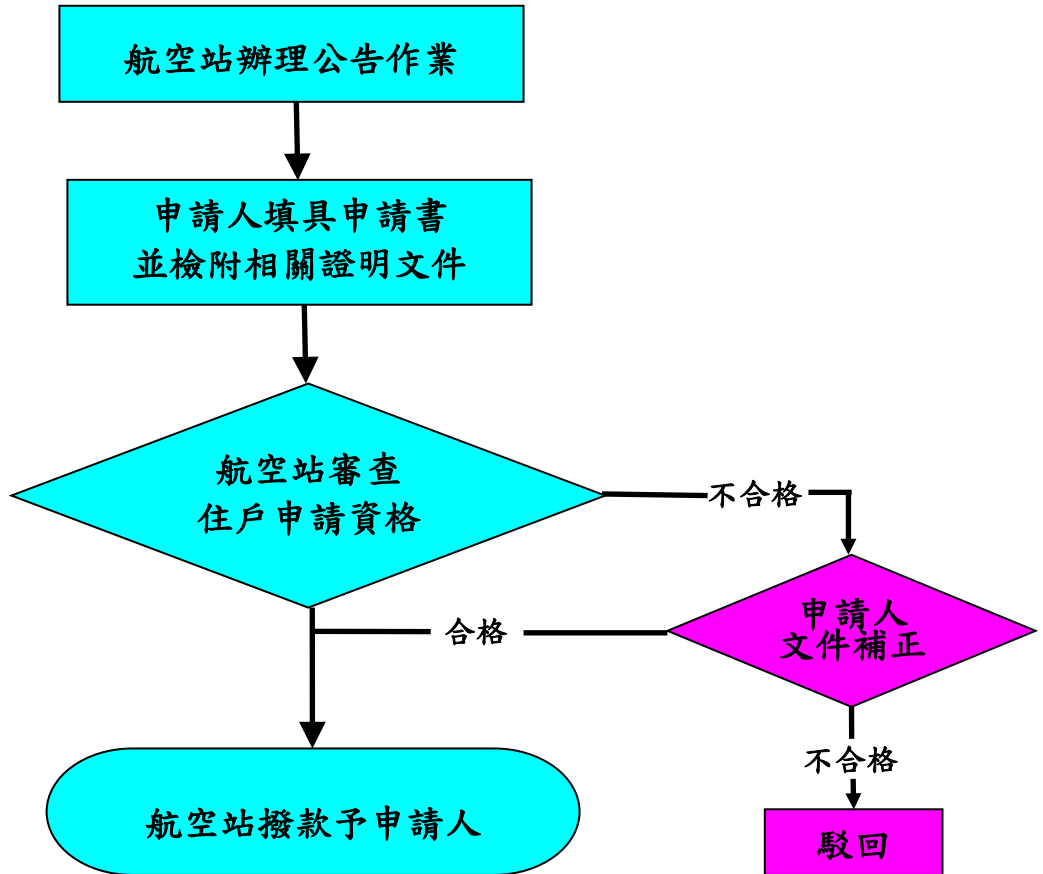 航空站辦理公告作業
申請人填具申請書
並檢附相關證明文件
航空站審查
住戶申請資格
不合格
申請人
文件補正
合格
不合格
航空站撥款予申請人
駁回